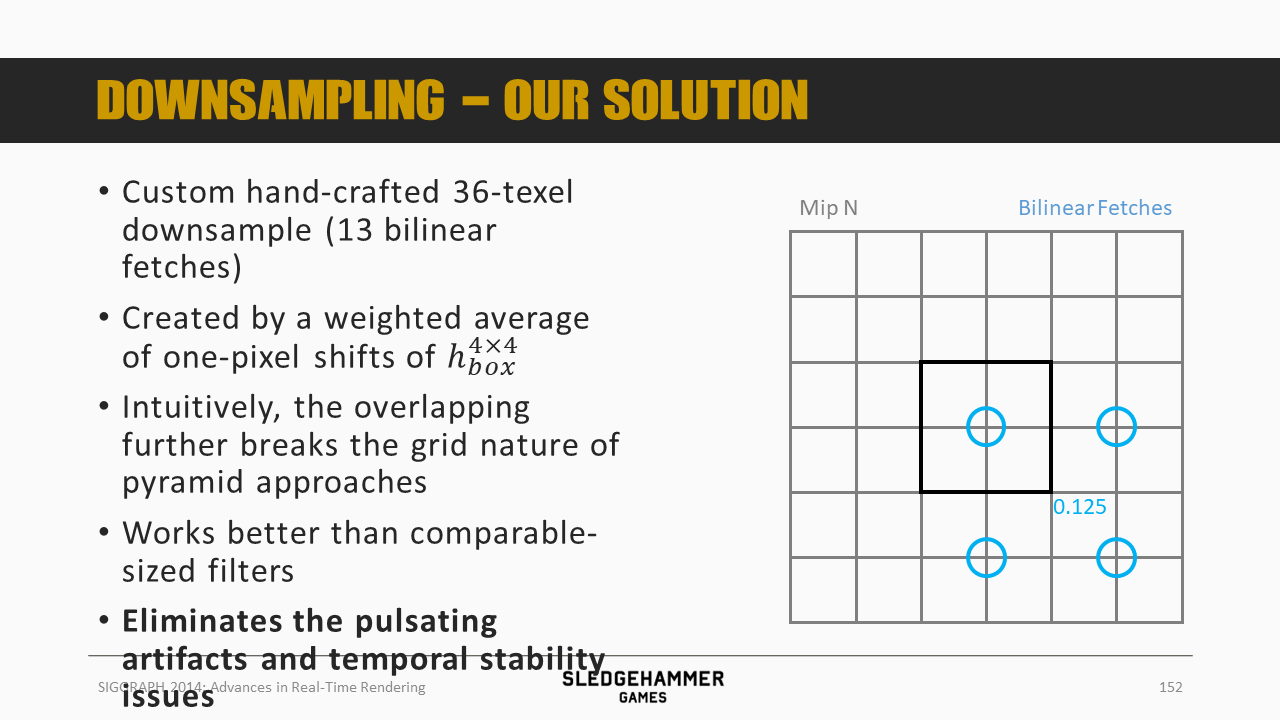 DOWNSAMPLING – OUR SOLUTION
• Custom hand-crafted 36-texel
downsample (13 bilinear
fetches)
• Created by a weighted average
of one-pixel shifts of h_{box}^{4×4}
• Intuitively, the overlapping
further breaks the grid nature of
pyramid approaches
• Works better than comparable-
sized filters
• Eliminates the pulsating
artifacts and temporal stability
issues
Mip N
Bilinear Fetches
0.125
SIGGRAPH 2014: Advances in Real-Time Rendering
SLEDGEHAMMER
GAMES
152